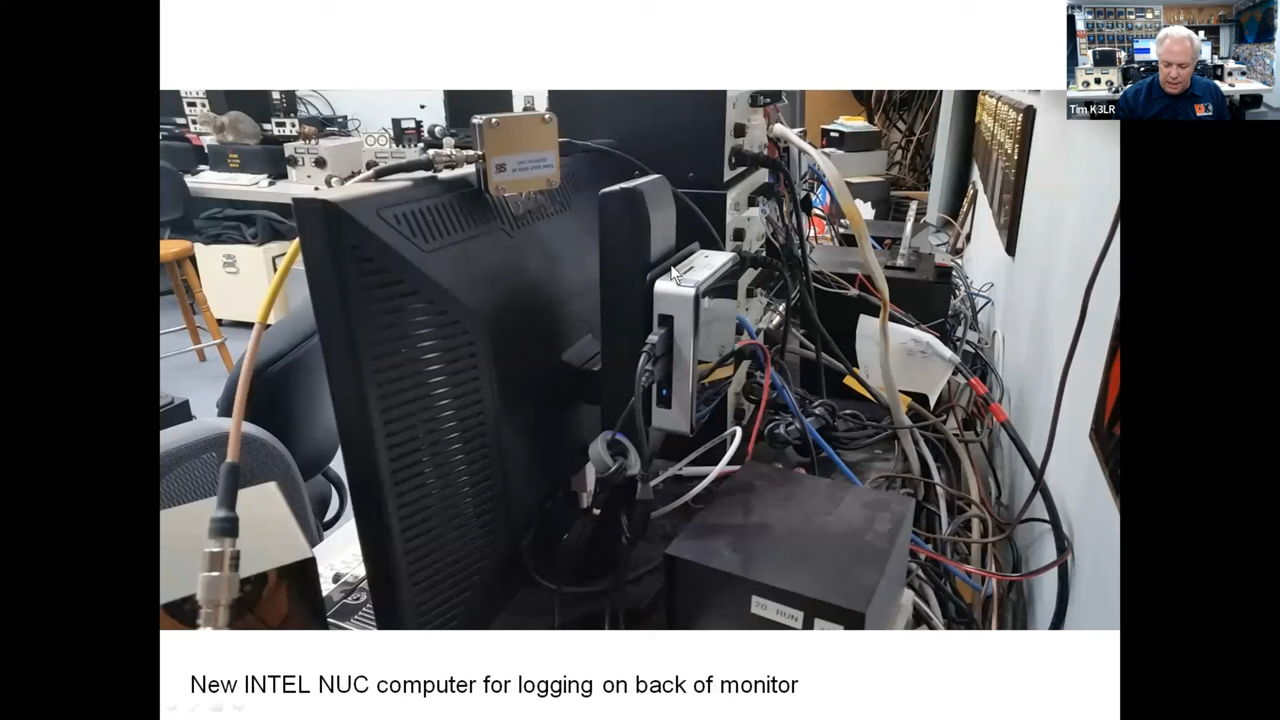 Tim K3LR
20 RUN
New INTEL NUC computer for logging on back of monitor